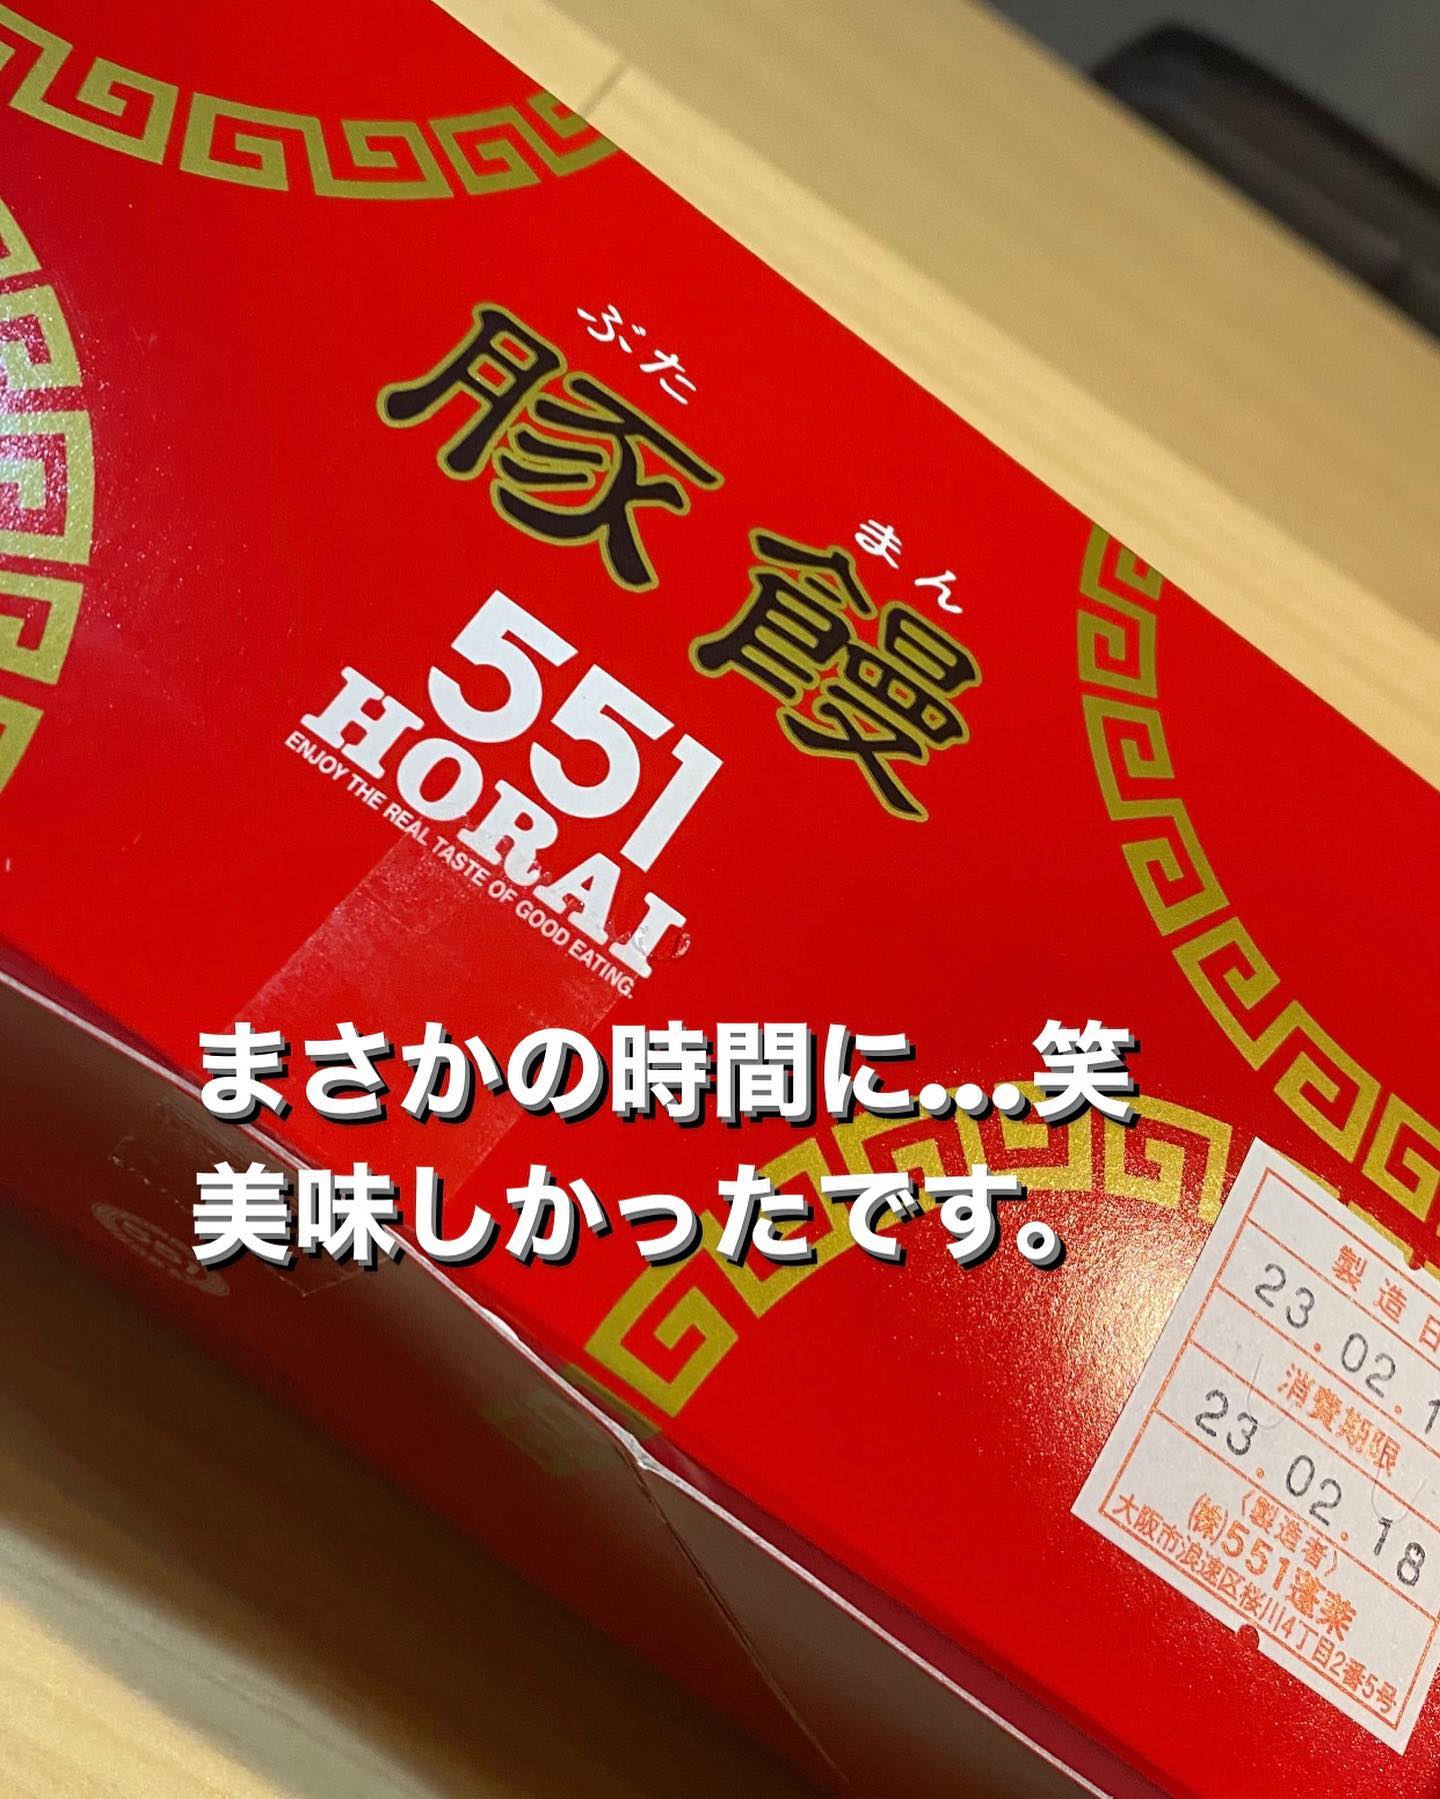 ぶた
豚
まん
饅
551
HORAI
ENJOY THE REAL TASTE OF GOOD EATING.
まさかの時間に...笑
美味しかったです。
製造日
23.02.1
消費期限
23.02.18
〈製造者〉
㈱551蓬莱
大阪市浪速区桜川4丁目2番5号